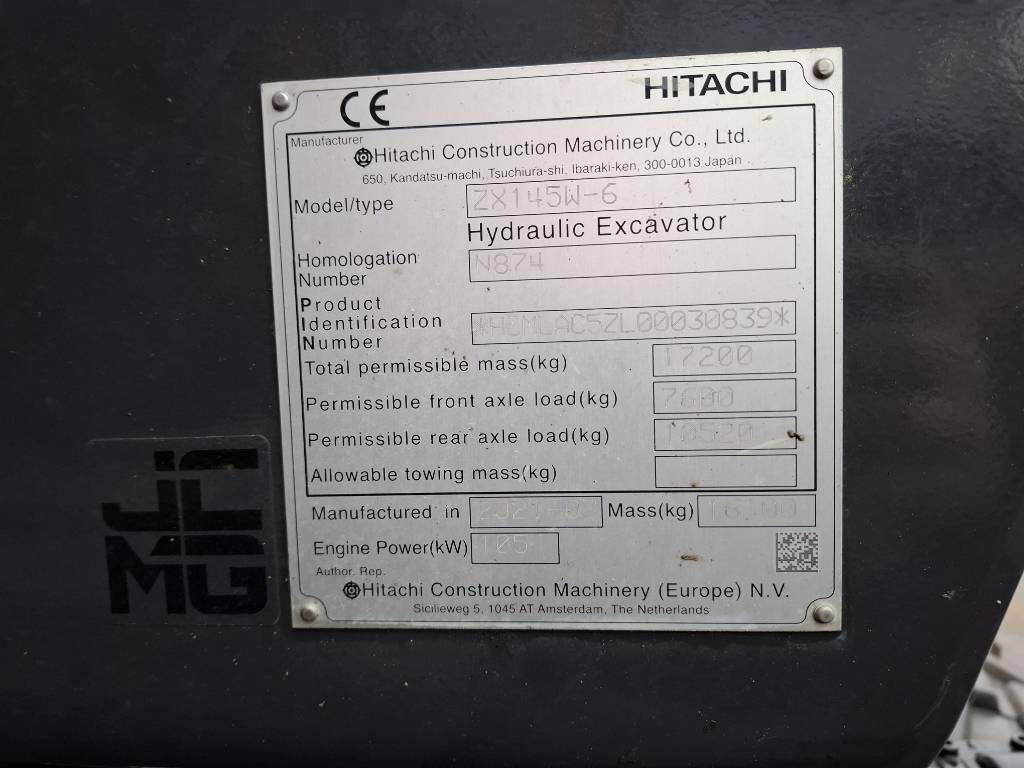 CE HITACHI
Manufacturer
Hitachi Construction Machinery Co., Ltd.
650, Kandatsu-machi, Tsuchiura-shi, Ibaraki-ken, 300-0013 Japan
Model/type ZX145W-6
Hydraulic Excavator
Homologation
Number N874
Product
Identification
Number *HCMLAC5ZL00030839*
Total permissible mass(kg) 17200
Permissible front axle load(kg)
Permissible rear axle load(kg) 10520
Allowable towing mass(kg)
Manufactured in Mass(kg)
Engine Power(kW) 105
Author. Rep.
Hitachi Construction Machinery (Europe) N.V.
Sicilieweg 5, 1045 AT Amsterdam, The Netherlands
JC
MG